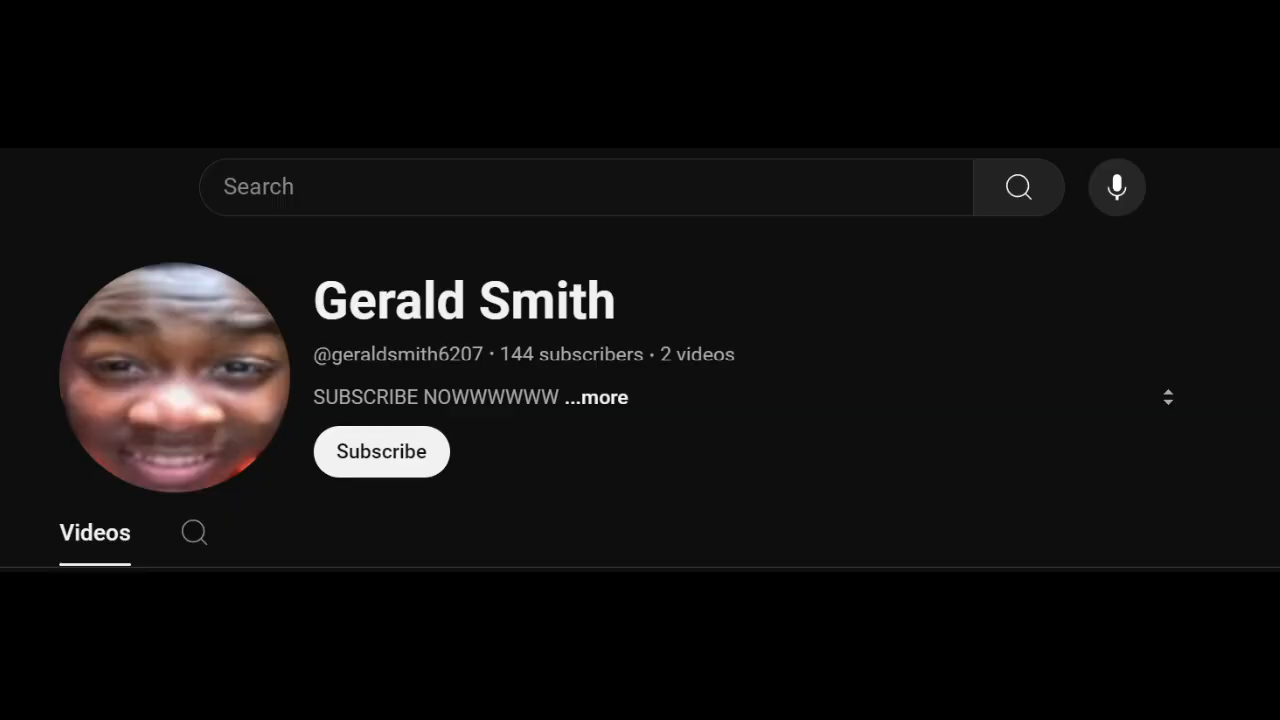 Search
Gerald Smith
@geraldsmith6207 · 144 subscribers · 2 videos
SUBSCRIBE NOWWWWWW ...more
Subscribe
Videos